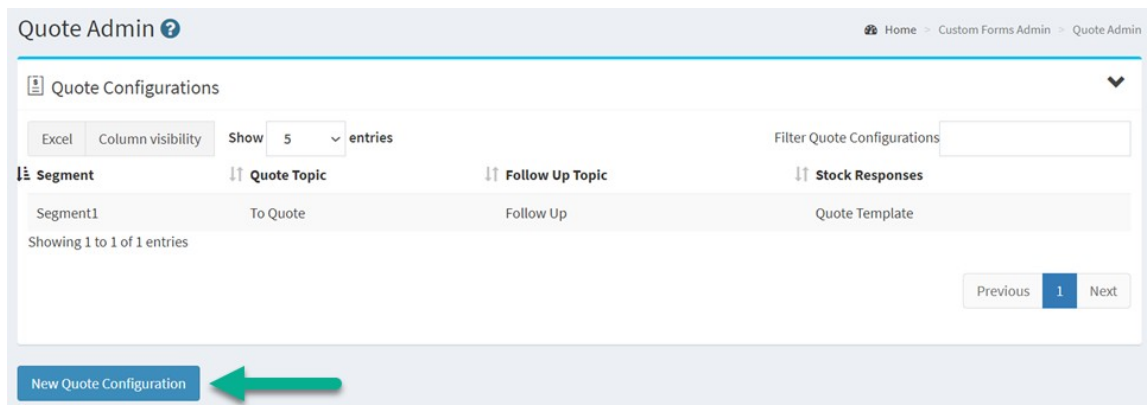 Quote Admin ?
Home > Custom Forms Admin > Quote Admin
Quote Configurations
Excel Column visibility Show 5 entries Filter Quote Configurations
Segment Quote Topic Follow Up Topic Stock Responses
Segment1 To Quote Follow Up Quote Template
Showing 1 to 1 of 1 entries
Previous 1 Next
New Quote Configuration